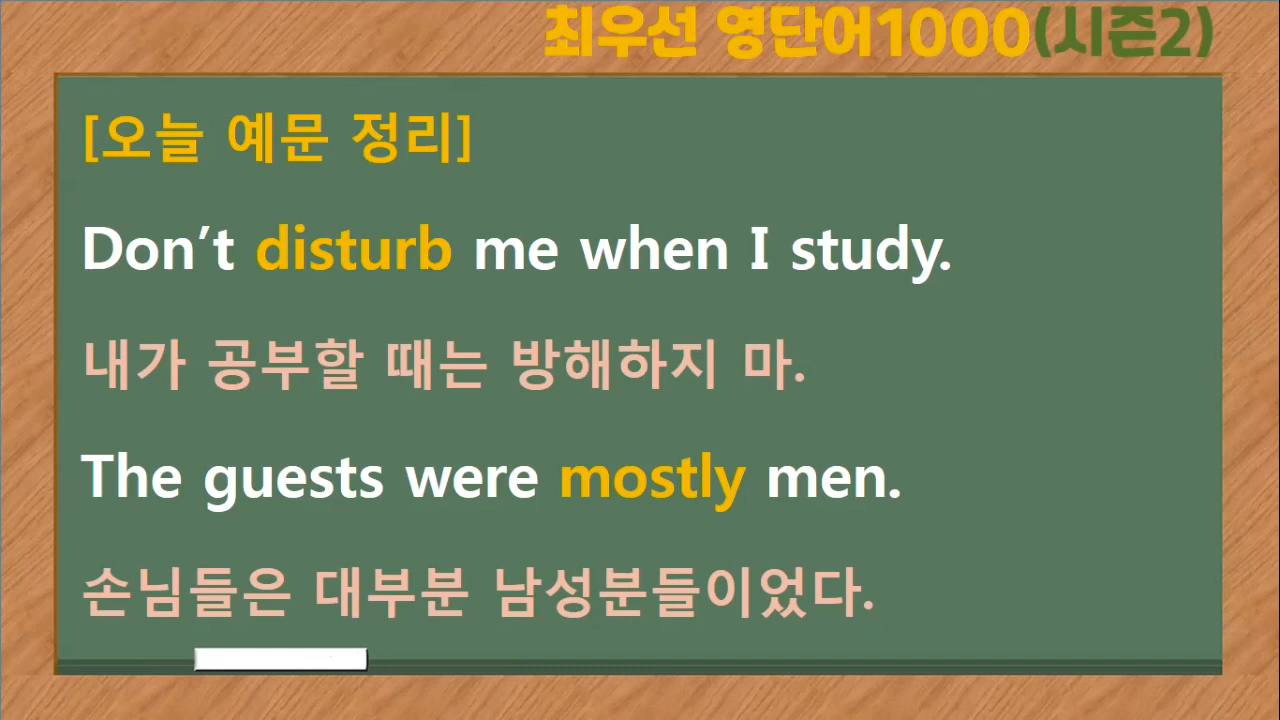 최우선 영단어1000(시즌2)
[오늘 예문 정리]
Don’t disturb me when I study.
내가 공부할 때는 방해하지 마.
The guests were mostly men.
손님들은 대부분 남성분들이었다.